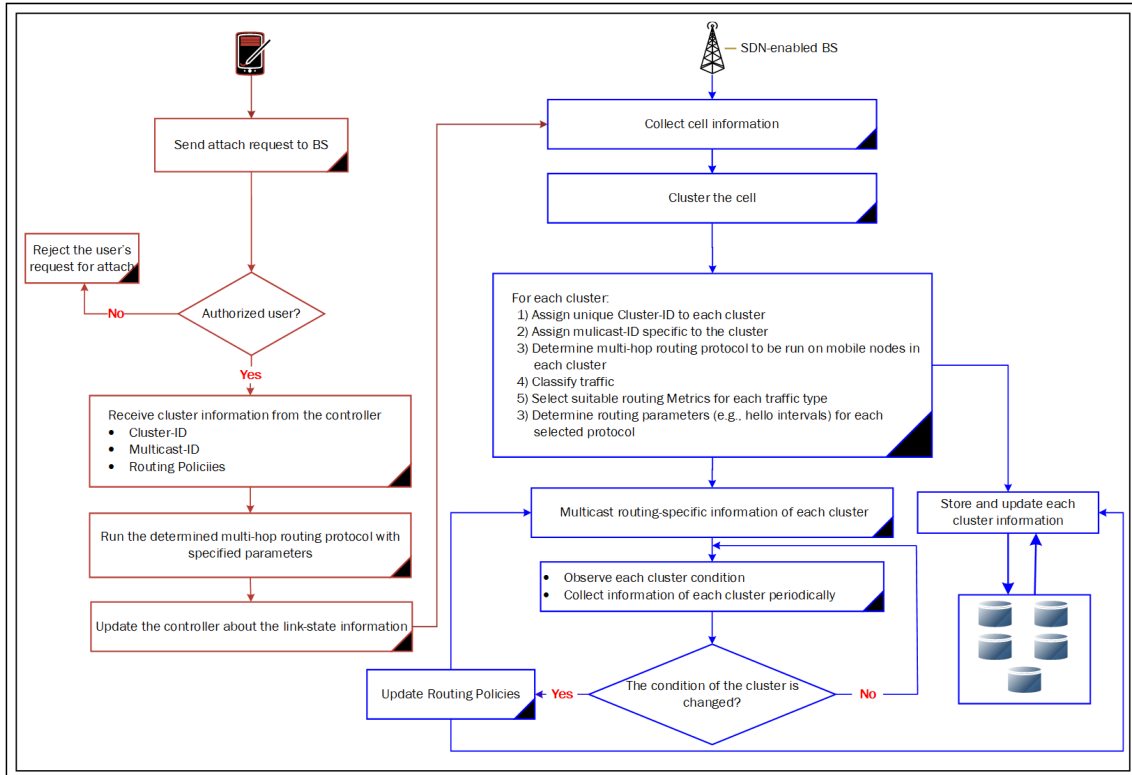 SDN-enabled BS
Send attach request to BS
Reject the user's
request for attach
No
Authorized user?
Yes
Receive cluster information from the controller
• Cluster-ID
• Multicast-ID
• Routing Policiies
Run the determined multi-hop routing protocol with
specified parameters
Update the controller about the link-state information
Collect cell information
Cluster the cell
For each cluster:
1) Assign unique Cluster-ID to each cluster
2) Assign mulicast-ID specific to the cluster
3) Determine multi-hop routing protocol to be run on mobile nodes in
each cluster
4) Classify traffic
5) Select suitable routing Metrics for each traffic type
3) Determine routing parameters (e.g., hello intervals) for each
selected protocol
Multicast routing-specific information of each cluster
Store and update each
cluster information
• Observe each cluster condition
• Collect information of each cluster periodically
The condition of the cluster is
changed?
Yes
No
Update Routing Policies